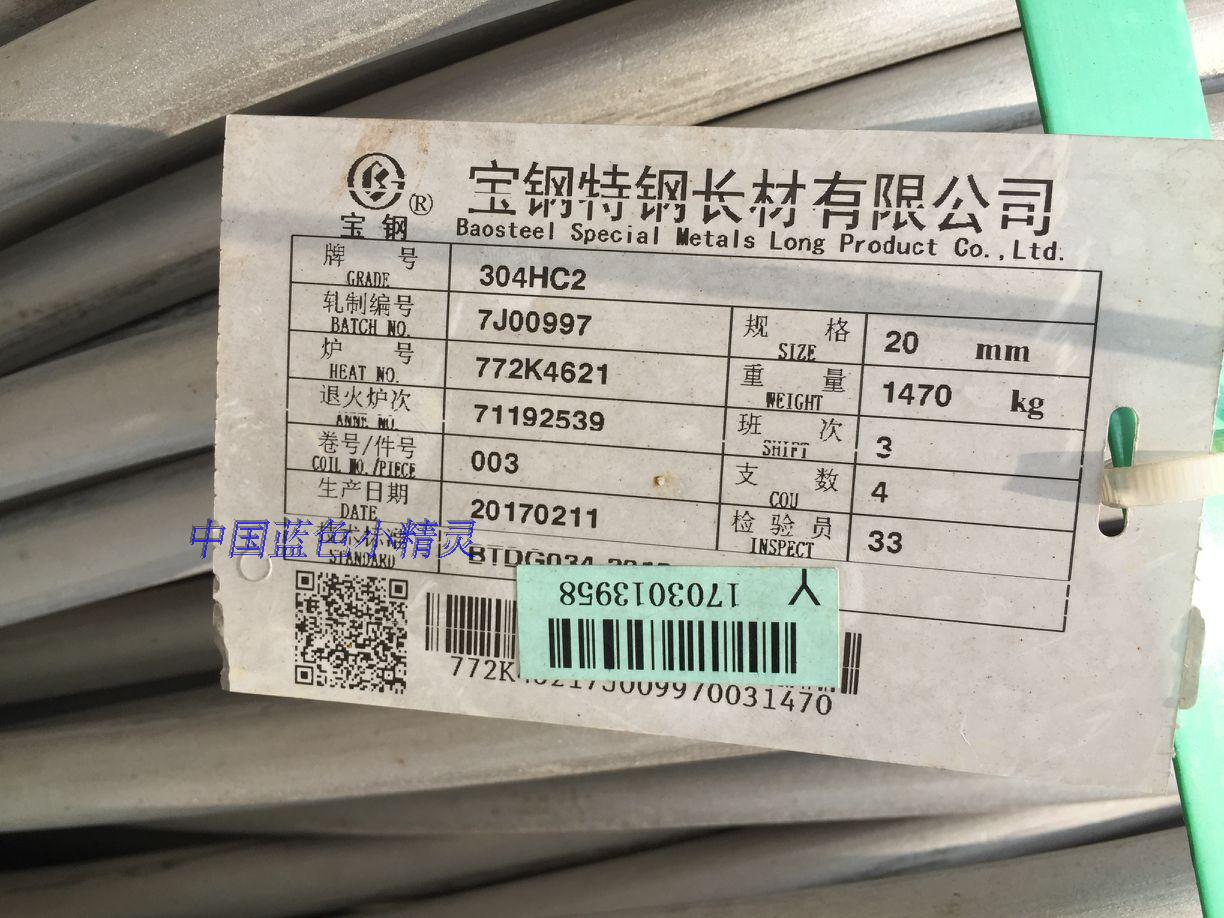 宝钢®
宝钢特钢长材有限公司
Baosteel Special Metals Long Product Co.,Ltd.
牌号 GRADE 304HC2
轧制编号 BATCH NO. 7J00997 规格 SIZE 20 mm
炉号 HEAT NO. 772K4621 重量 WEIGHT 1470 kg
退火炉次 ANNE NO. 71192539 班次 SHIFT 3
卷号/件号 COIL NO./PIECE 003 支数 COU 4
生产日期 DATE 20170211 检验员 INSPECT 33
技术标准 STANDARD
中国蓝色小精灵
Y 1703013958